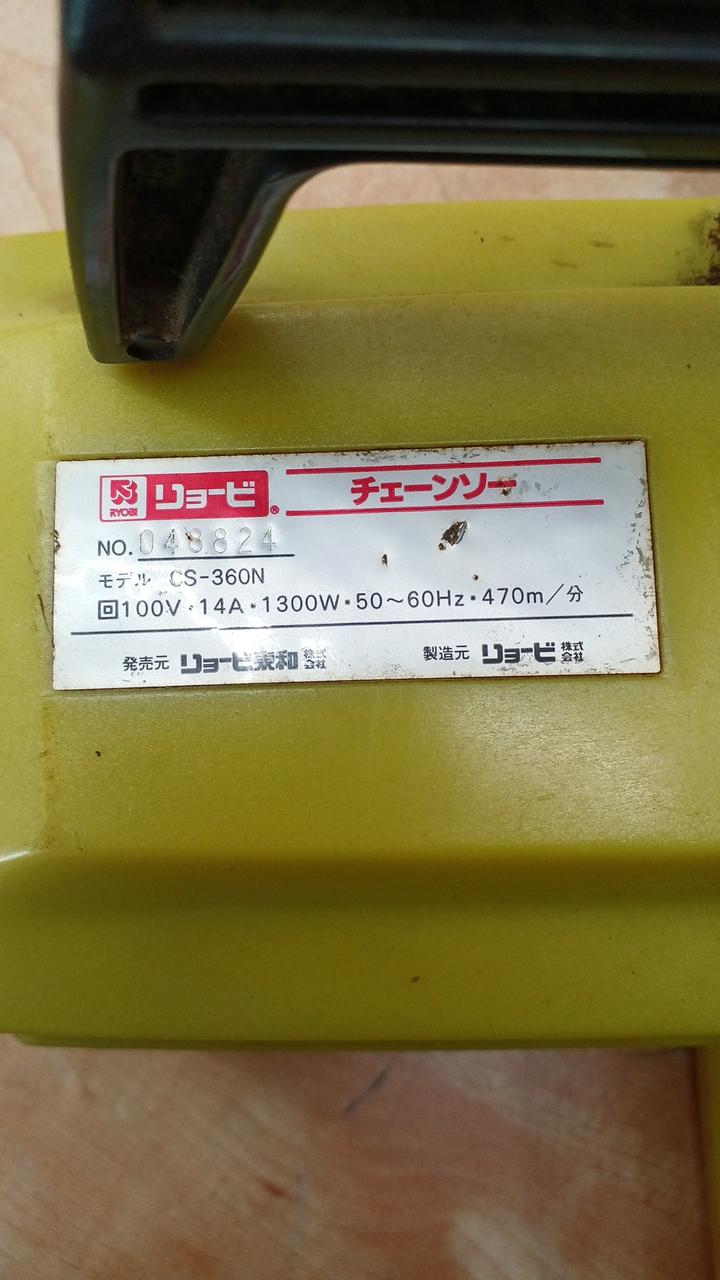 RYOBI リョービ® チェーンソー
NO. 048824
モデル CS-360N
回100V・14A・1300W・50〜60Hz・470m／分
発売元 リョービ東和株式会社 製造元 リョービ株式会社